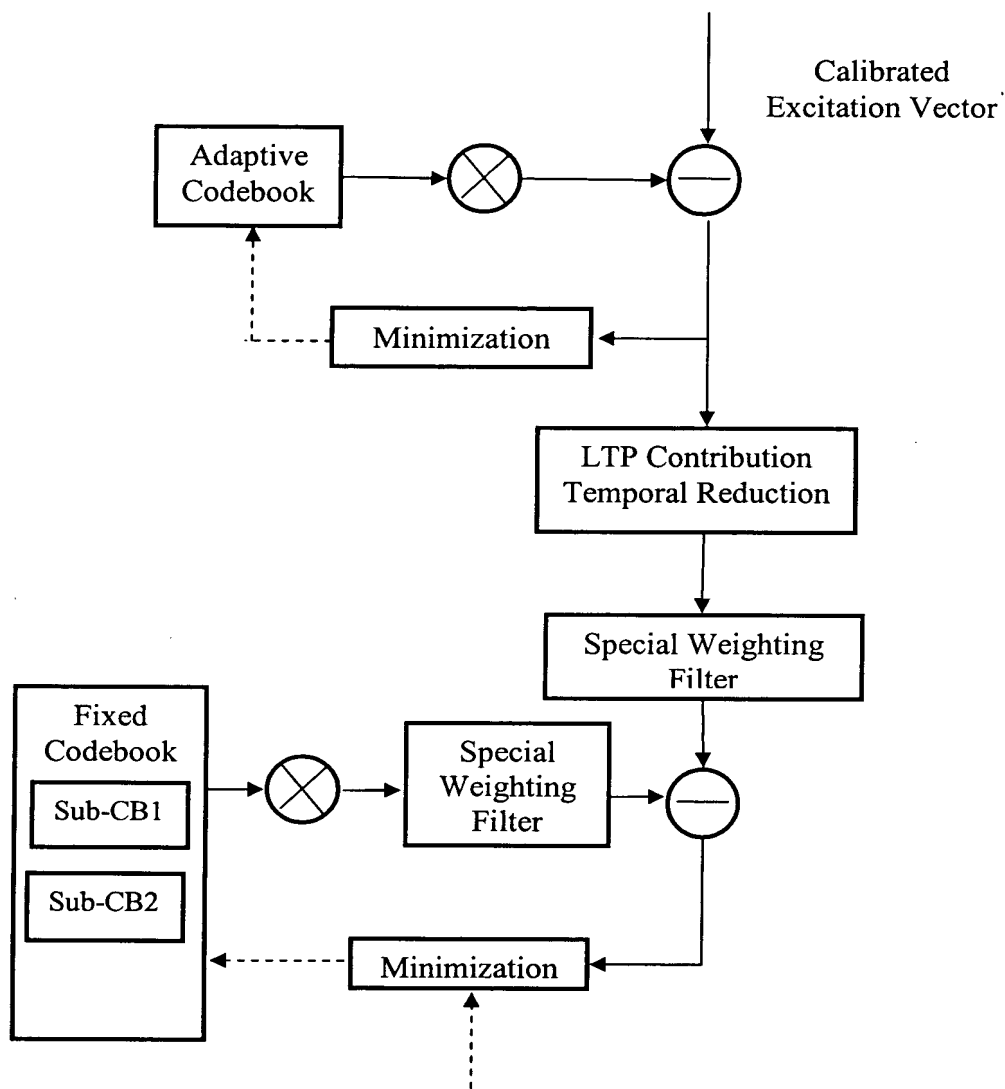 Calibrated
Excitation Vector
Adaptive
Codebook
Minimization
LTP Contribution
Temporal Reduction
Special Weighting
Filter
Fixed
Codebook
Sub-CB1
Sub-CB2
Special
Weighting
Filter
Minimization